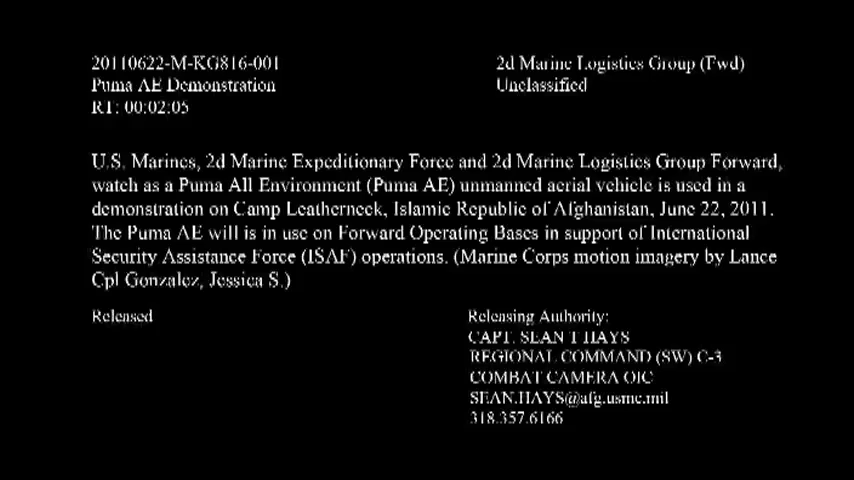 20110622-M-KG816-001
2d Marine Logistics Group (Fwd)
Puma AE Demonstration
Unclassified
RT: 00:02:05
U.S. Marines, 2d Marine Expeditionary Force and 2d Marine Logistics Group Forward,
watch as a Puma All Environment (Puma AE) unmanned aerial vehicle is used in a
demonstration on Camp Leatherneck, Islamic Republic of Afghanistan, June 22, 2011.
The Puma AE will is in use on Forward Operating Bases in support of International
Security Assistance Force (ISAF) operations. (Marine Corps motion imagery by Lance
Cpl Gonzalez, Jessica S.)
Released
Releasing Authority:
CAPT. SEAN T HAYS
REGIONAL COMMAND (SW) C-3
COMBAT CAMERA OIC
SEAN.HAYS@afg.usmc.mil
318.357.6166